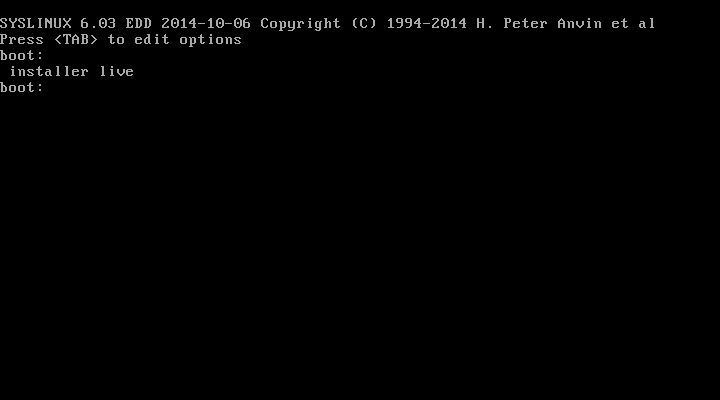 SYSLINUX 6.03 EDD 2014-10-06 Copyright (C) 1994-2014 H. Peter Anvin et al
Press <TAB> to edit options
boot:
installer live
boot: